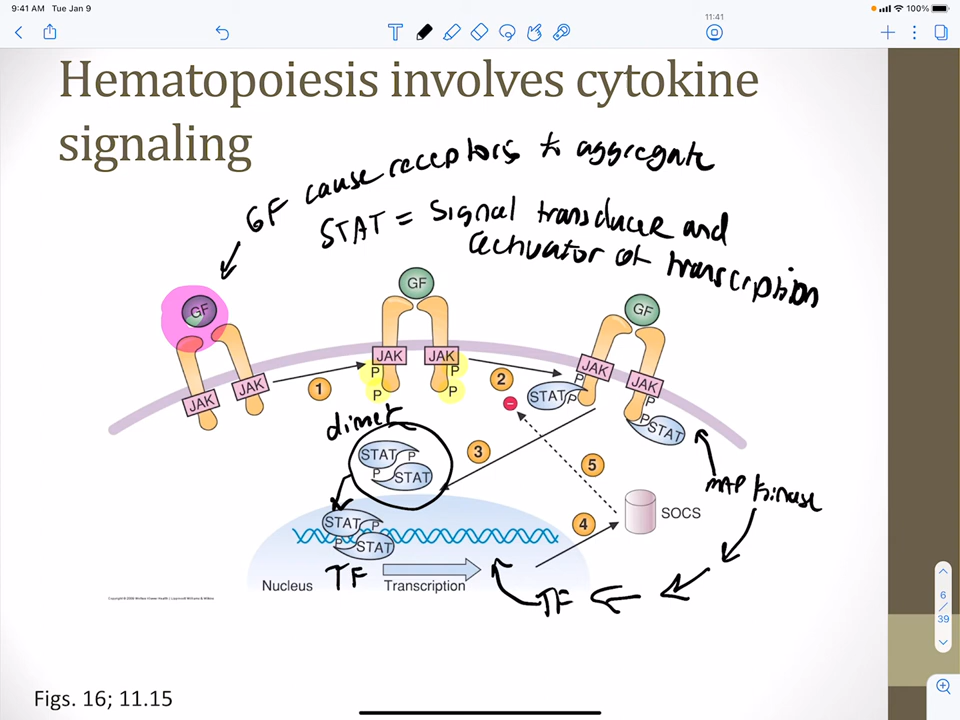 9:41 AM Tue Jan 9
100%
11:41
Hematopoiesis involves cytokine
signaling
GF cause receptors to aggregate
STAT = Signal transducer and
activator of transcription
GF
GF
GF
JAK
JAK
JAK
JAK
JAK
JAK
P
P
P
P
P
P
P
P
1
2
STAT
STAT
dimer
STAT
P
P
STAT
3
5
4
MAP kinase
SOCS
STAT
P
P
STAT
Nucleus
TF
Transcription
TF
Figs. 16; 11.15
6
/
39